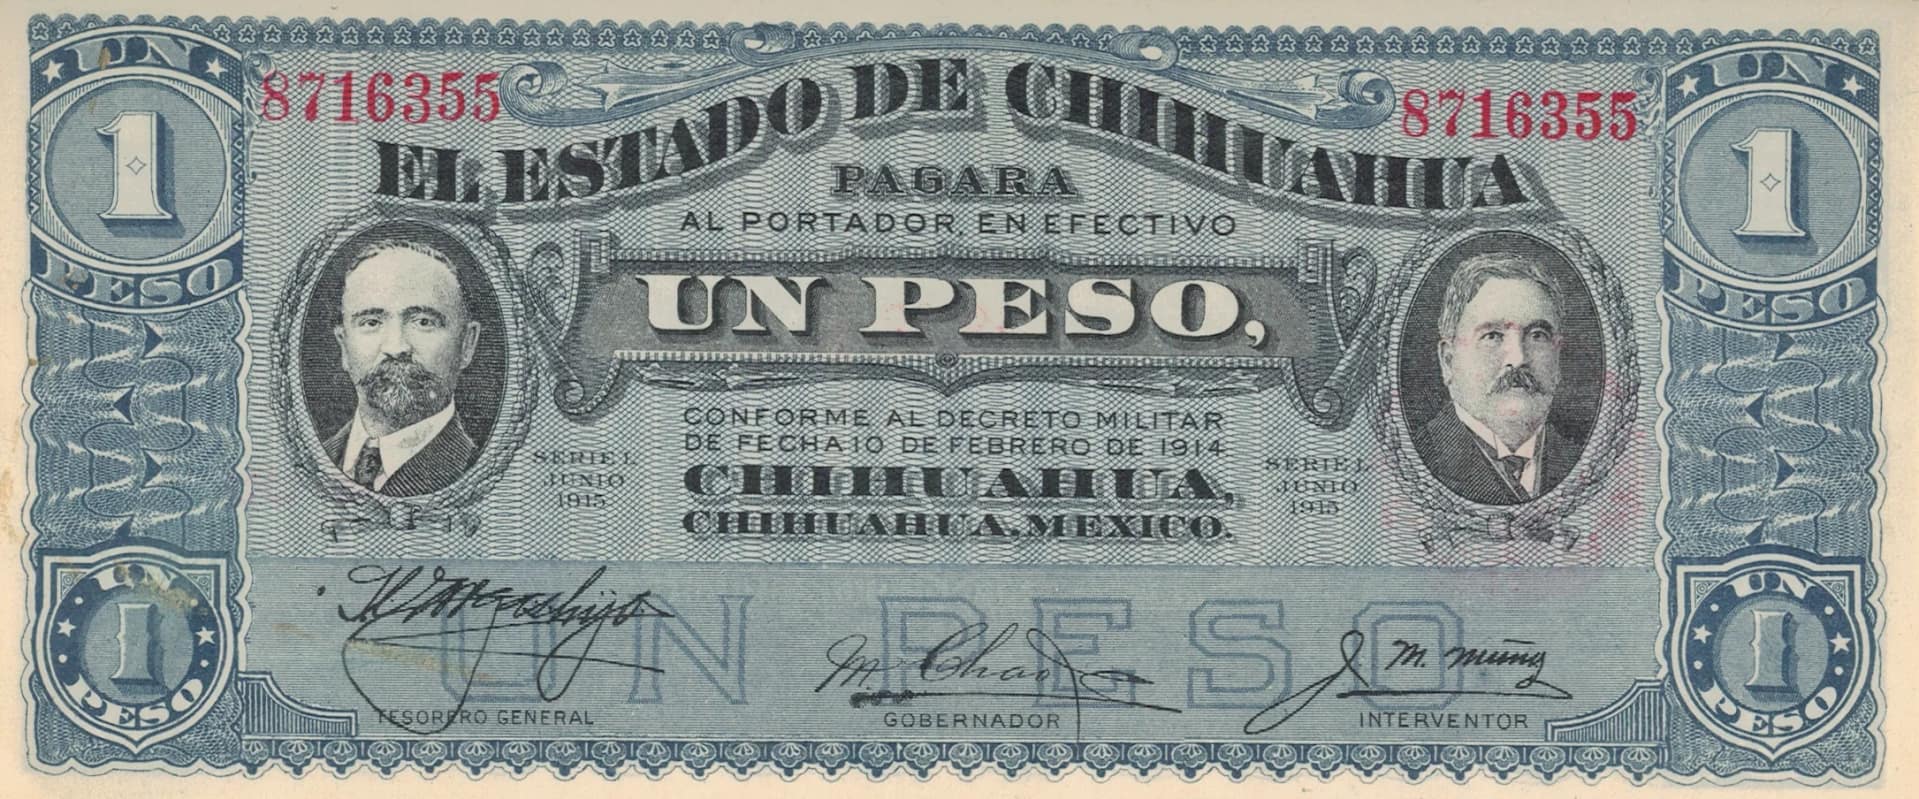 UN
1
PESO
8716355
8716355
UN
1
PESO
EL ESTADO DE CHIHUAHUA
PAGARA
AL PORTADOR, EN EFECTIVO
UN PESO,
CONFORME AL DECRETO MILITAR
DE FECHA 10 DE FEBRERO DE 1914
CHIHUAHUA,
CHIHUAHUA, MEXICO.
SERIE I.
JUNIO
1915
SERIE I.
JUNIO
1915
UN PESO
UN
1
PESO
TESORERO GENERAL
GOBERNADOR
INTERVENTOR
UN
1
PESO